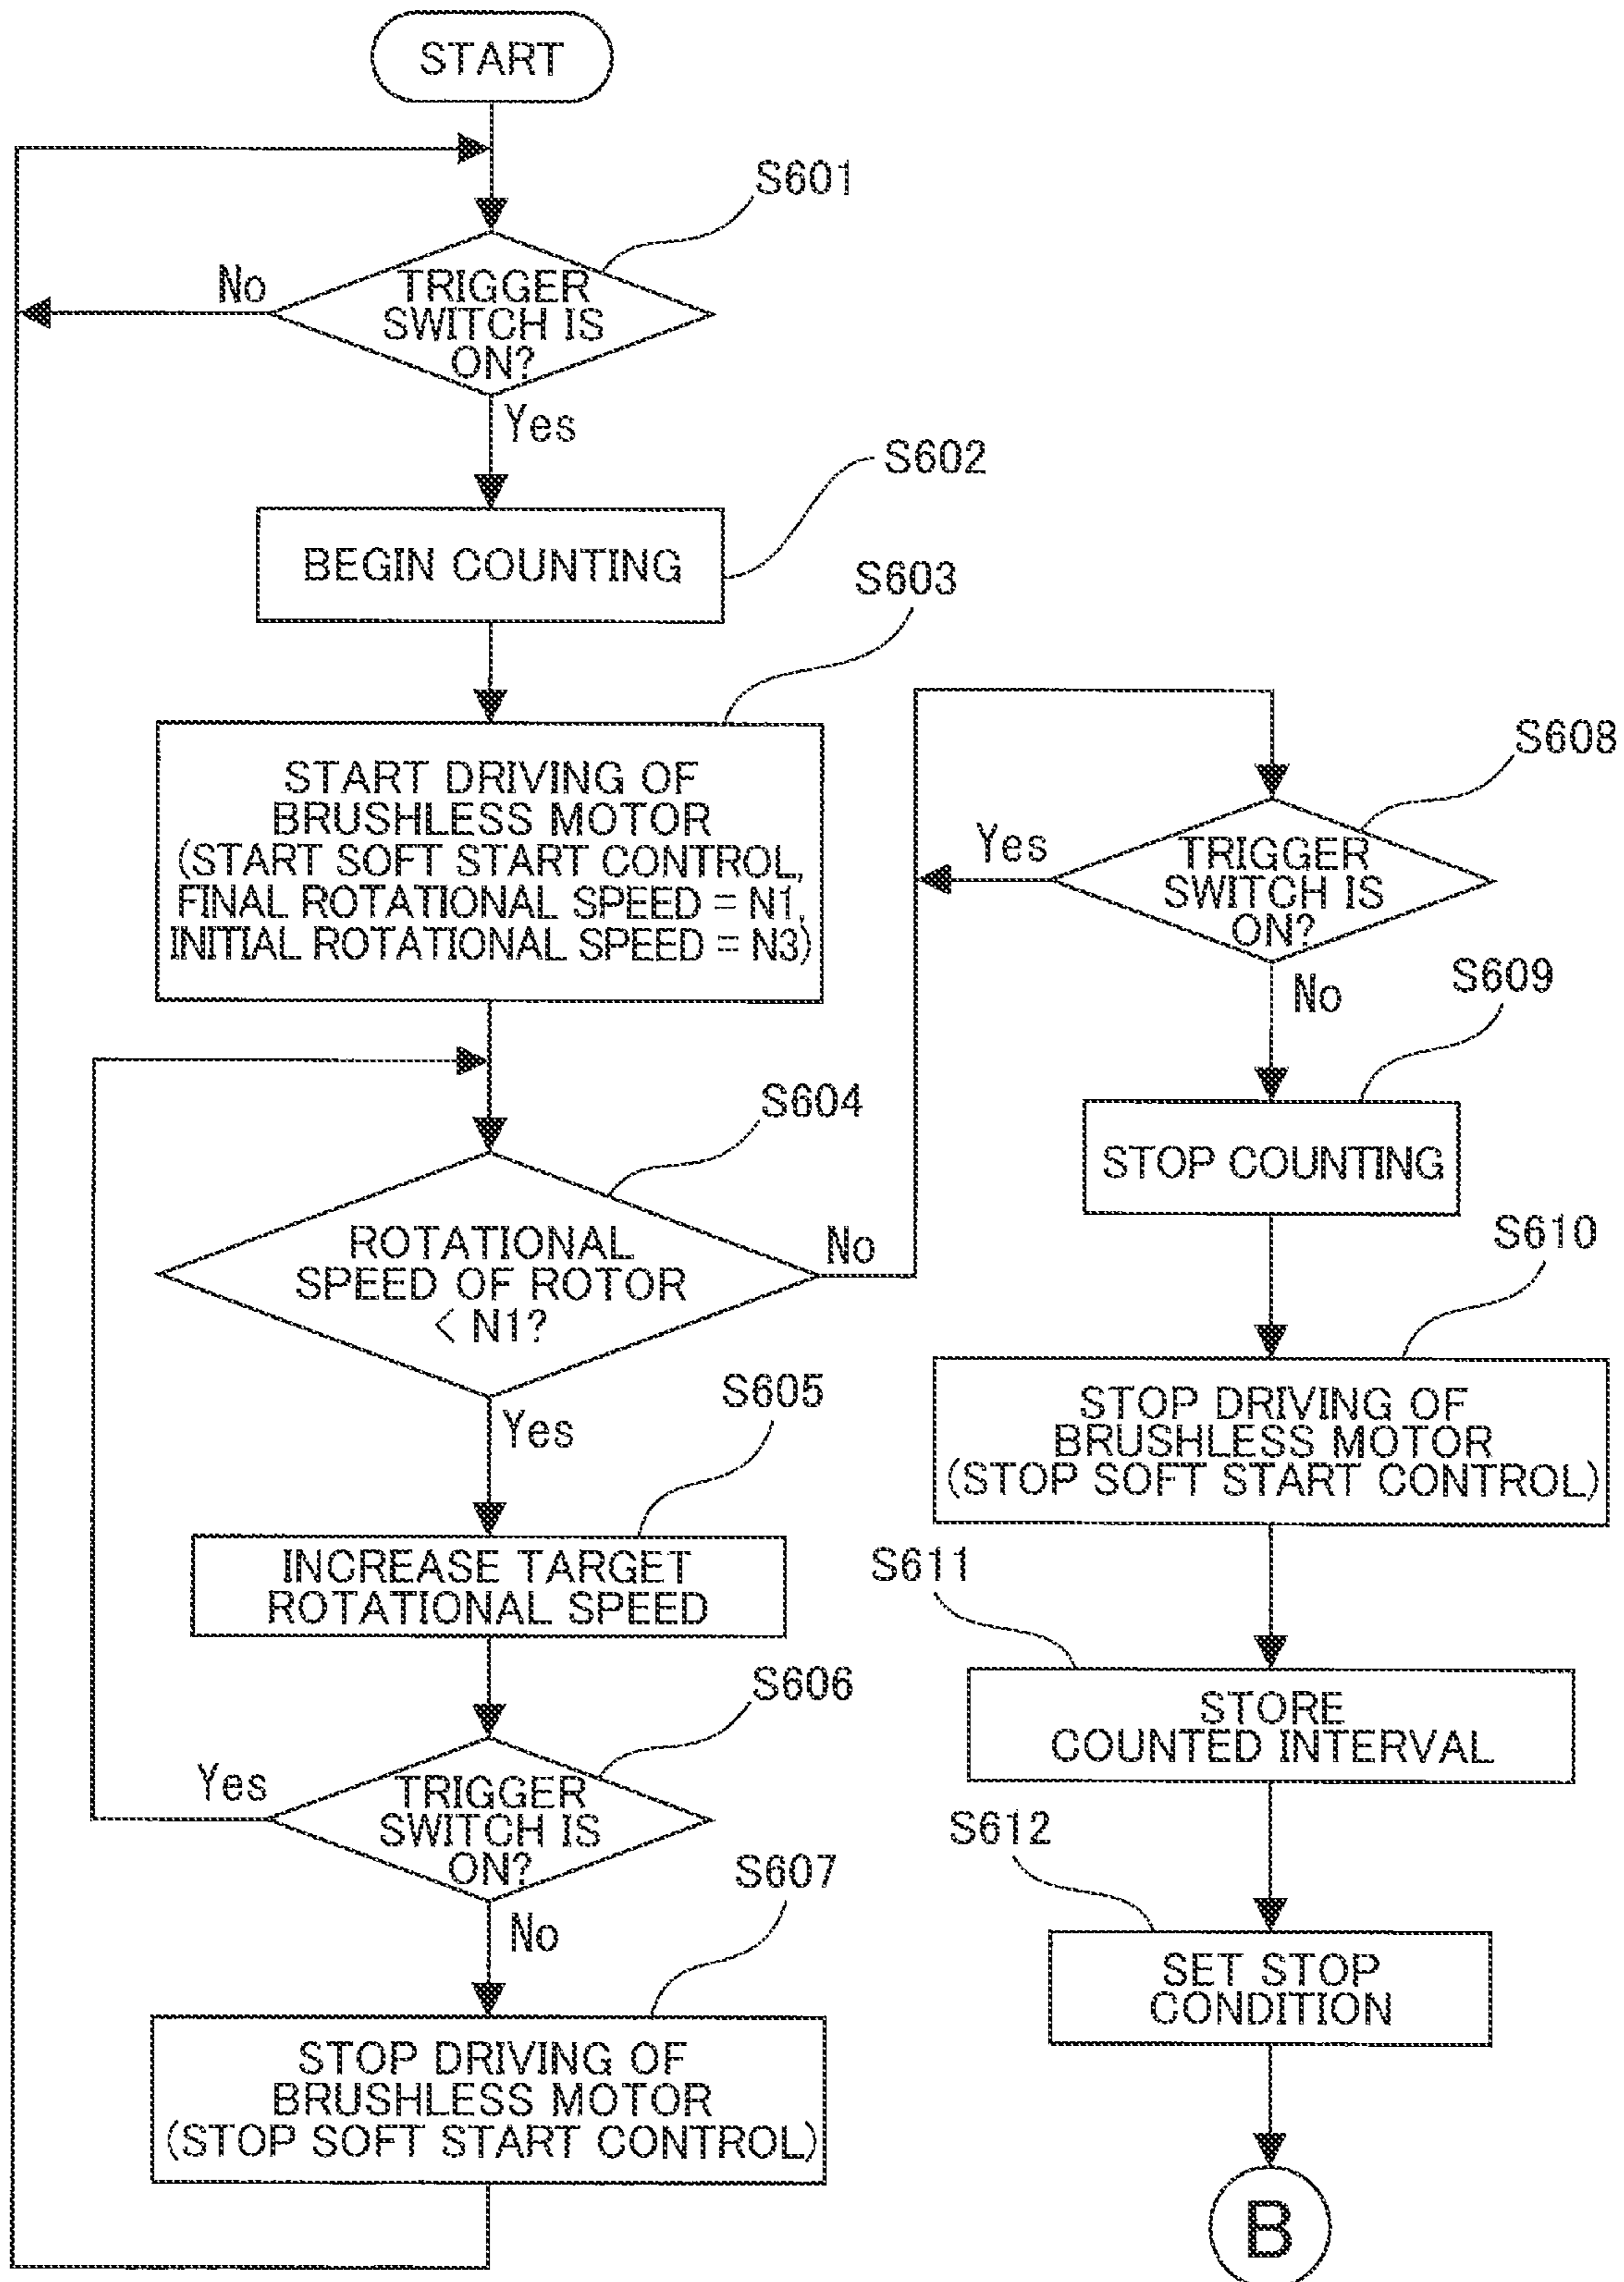 START
S601
TRIGGER
SWITCH IS
ON?
No
Yes
S602
BEGIN COUNTING
S603
START DRIVING OF
BRUSHLESS MOTOR
(START SOFT START CONTROL,
FINAL ROTATIONAL SPEED = N1,
INITIAL ROTATIONAL SPEED = N3)
S604
ROTATIONAL
SPEED OF ROTOR
< N1?
No
Yes
S605
INCREASE TARGET
ROTATIONAL SPEED
S606
TRIGGER
SWITCH IS
ON?
Yes
No
S607
STOP DRIVING OF
BRUSHLESS MOTOR
(STOP SOFT START CONTROL)
S608
TRIGGER
SWITCH IS
ON?
Yes
No
S609
STOP COUNTING
S610
STOP DRIVING OF
BRUSHLESS MOTOR
(STOP SOFT START CONTROL)
S611
STORE
COUNTED INTERVAL
S612
SET STOP
CONDITION
B